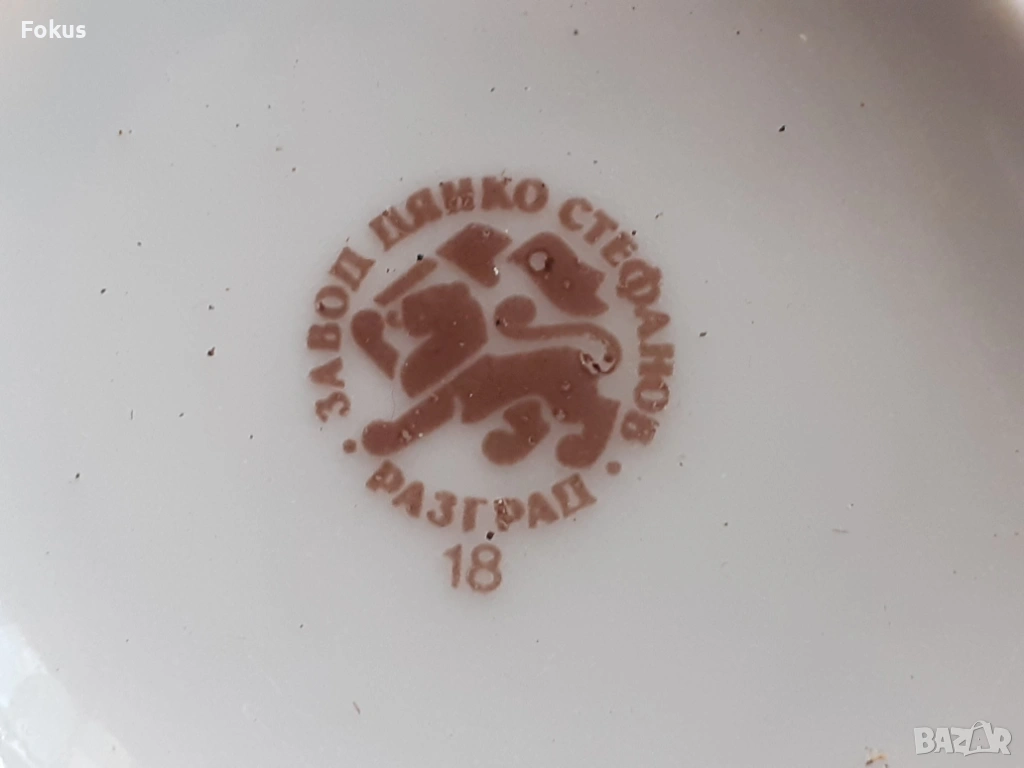 Fokus
ЗАВОД ДЯНКО СТЕФАНОВ
• РАЗГРАД •
18
BAZAR